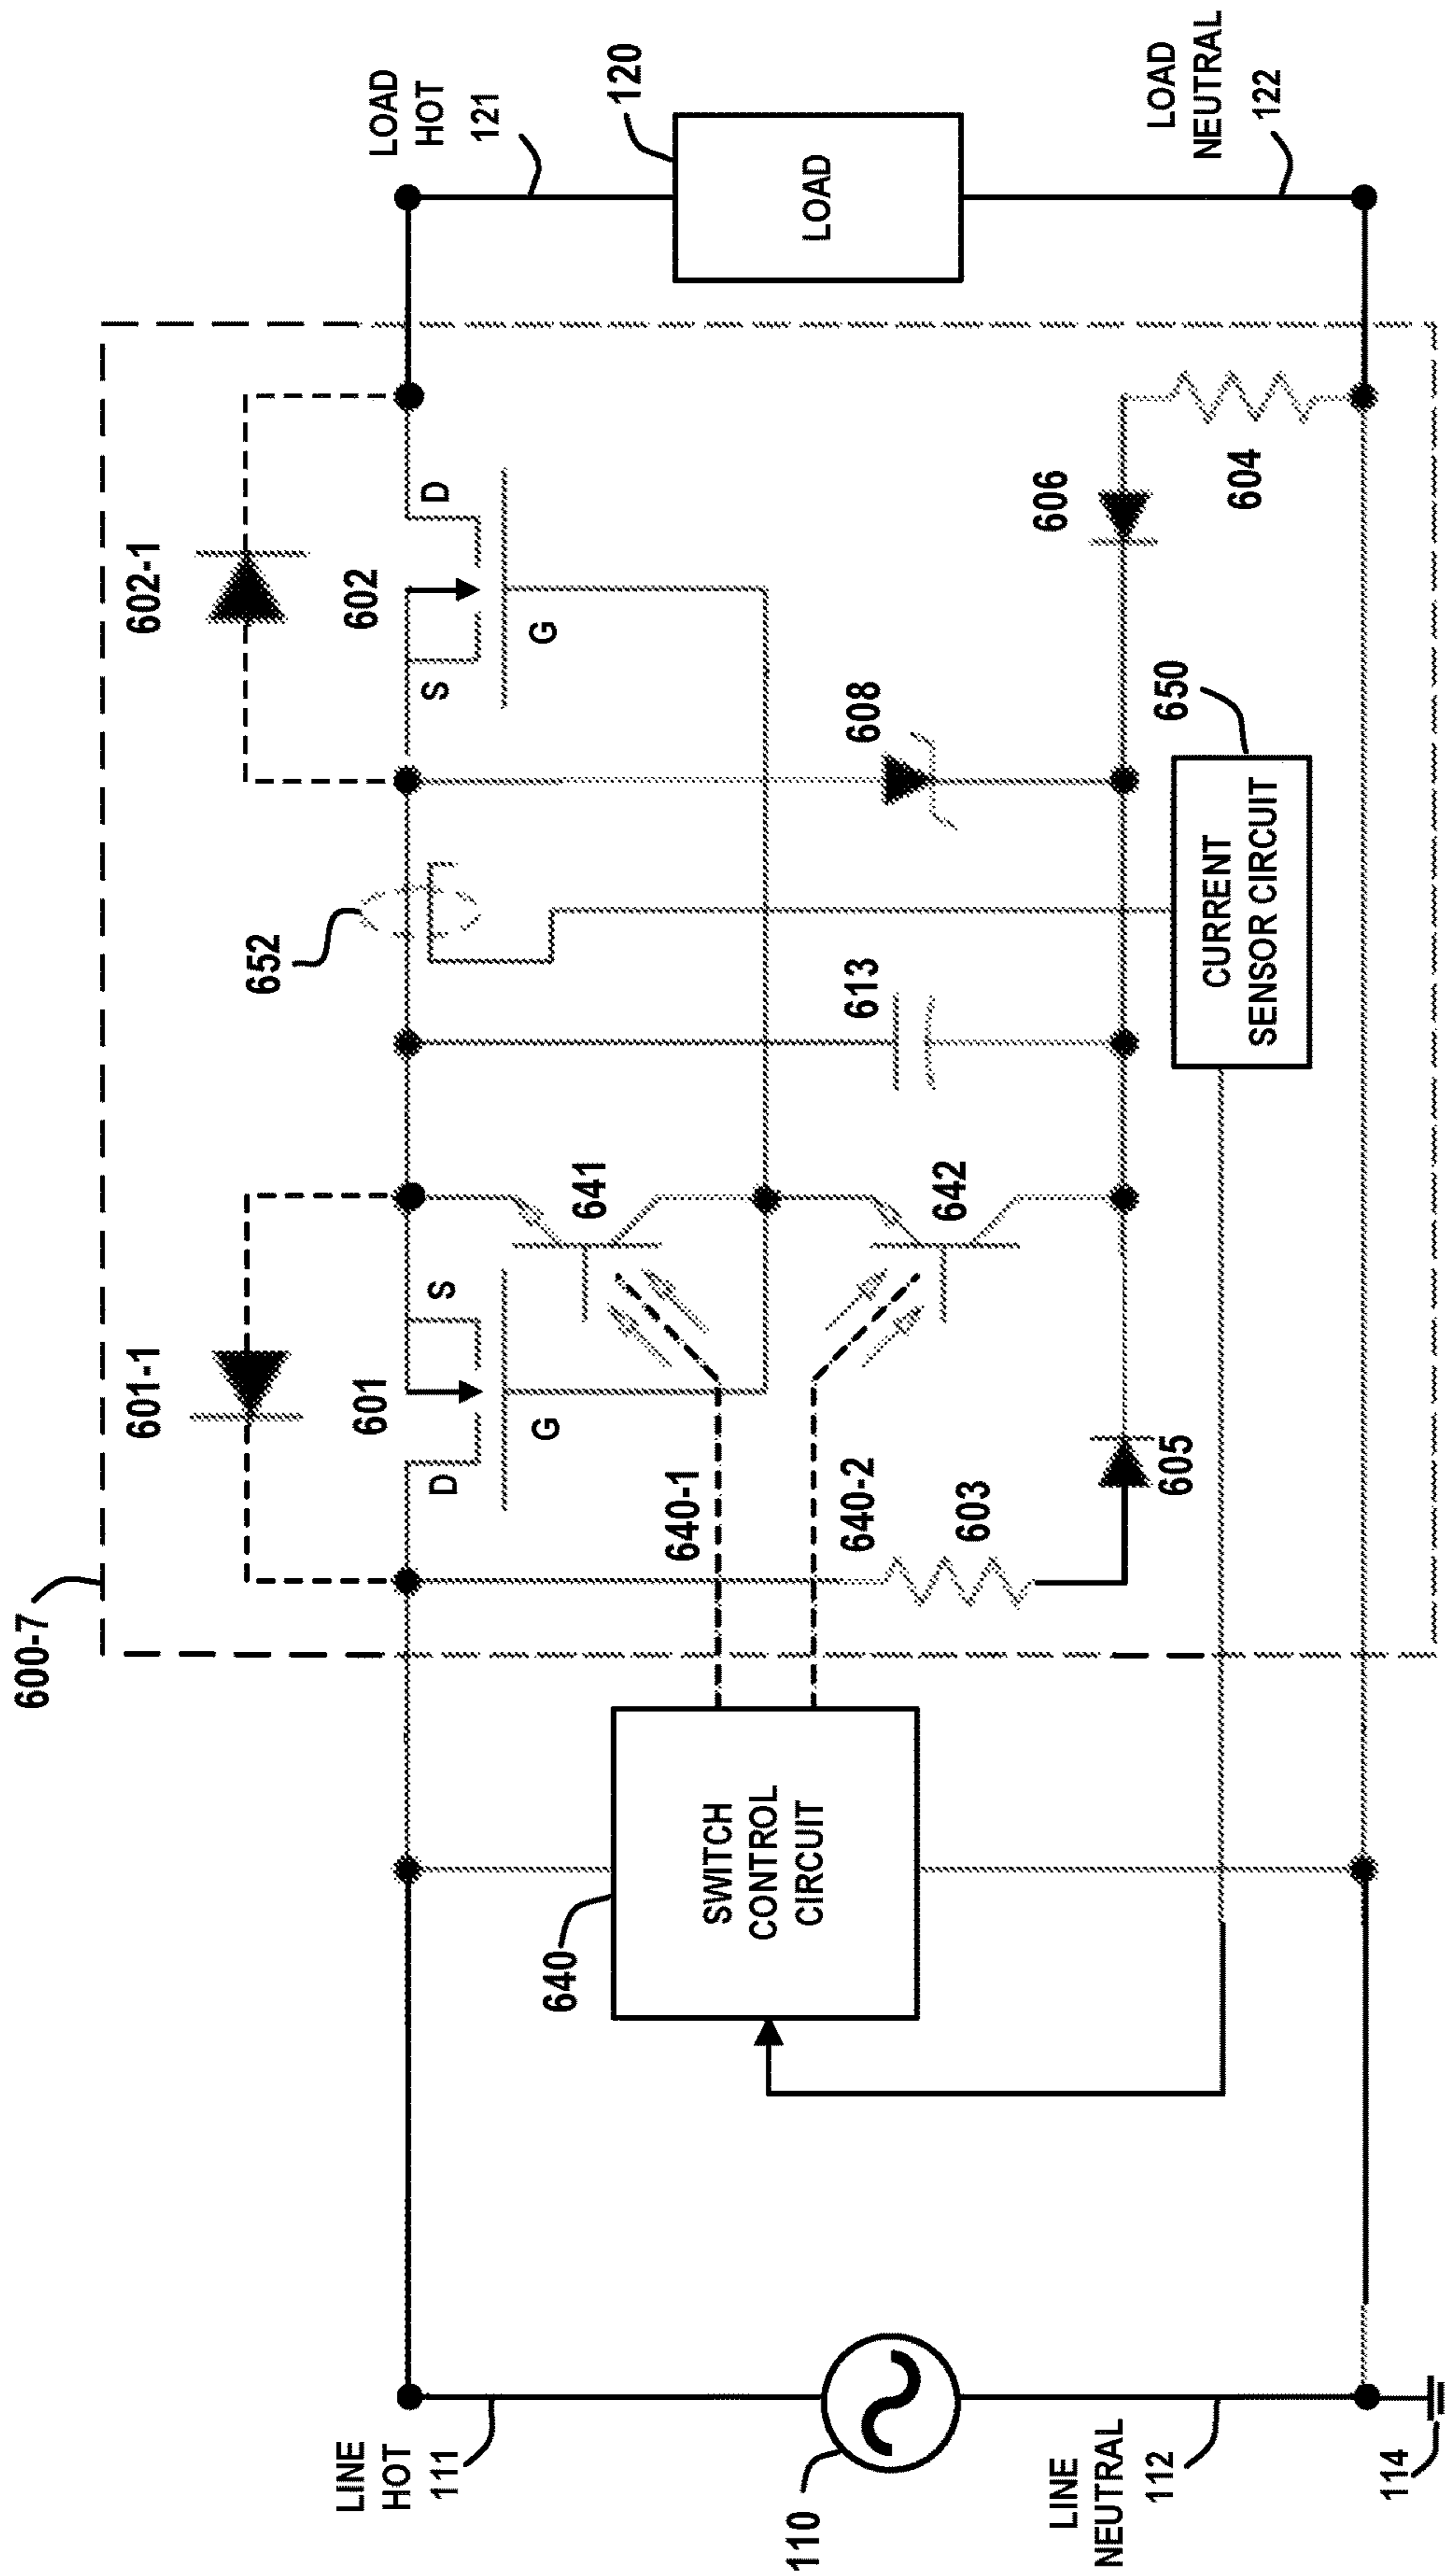 600-7
601-1
602-1
LINE
HOT
111
601
D
S
G
652
602
S
D
G
LOAD
HOT
121
640
SWITCH
CONTROL
CIRCUIT
640-1
640-2
641
642
613
608
120
LOAD
110
603
605
606
604
650
CURRENT
SENSOR CIRCUIT
LINE
NEUTRAL
112
114
LOAD
NEUTRAL
122